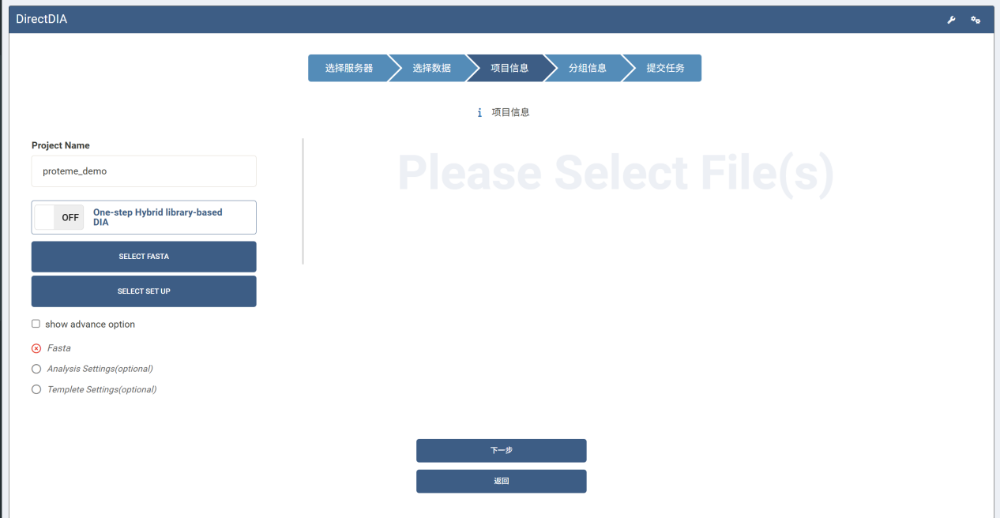 DirectDIA
选择服务器
选择数据
项目信息
分组信息
提交任务
项目信息
Project Name
proteme_demo
OFF
One-step Hybrid library-based
DIA
SELECT FASTA
SELECT SET UP
show advance option
Fasta
Analysis Settings(optional)
Templete Settings(optional)
Please Select File(s)
下一步
返回